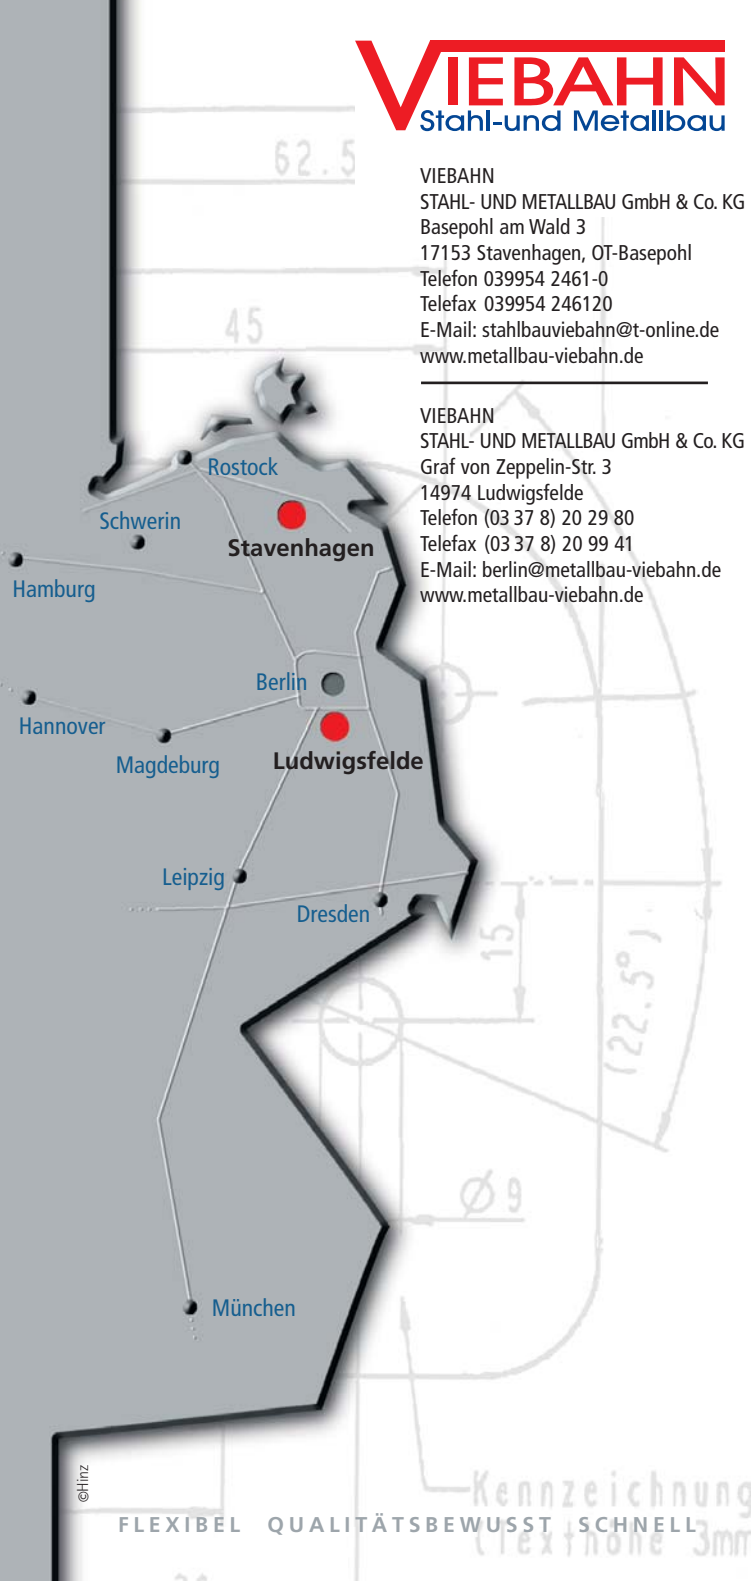 VIEBAHN
Stahl-und Metallbau
VIEBAHN
STAHL- UND METALLBAU GmbH & Co. KG
Basepohl am Wald 3
17153 Stavenhagen, OT-Basepohl
Telefon 039954 2461-0
Telefax 039954 246120
E-Mail: stahlbauviebahn@t-online.de
www.metallbau-viebahn.de
VIEBAHN
STAHL- UND METALLBAU GmbH & Co. KG
Graf von Zeppelin-Str. 3
14974 Ludwigsfelde
Telefon (03 37 8) 20 29 80
Telefax (03 37 8) 20 99 41
E-Mail: berlin@metallbau-viebahn.de
www.metallbau-viebahn.de
62.5
45
Rostock
Schwerin
Stavenhagen
Hamburg
Berlin
Hannover
Ludwigsfelde
Magdeburg
Leipzig
Dresden
15
(22.5°)
Ø9
München
©Hinz
Kennzeichnung
FLEXIBEL QUALITÄTSBEWUSST SCHNELL
(Texthöhe 3mm